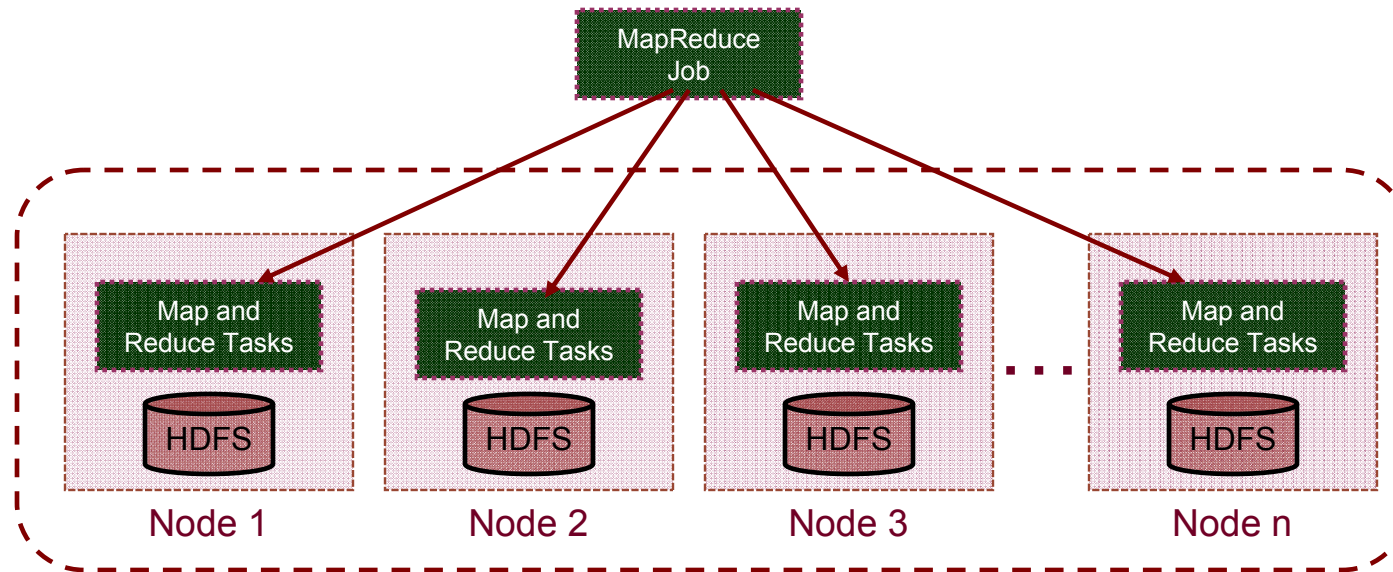 MapReduce
Job
Map and
Reduce Tasks
Map and
Reduce Tasks
Map and
Reduce Tasks
Map and
Reduce Tasks
...
HDFS
HDFS
HDFS
HDFS
Node 1
Node 2
Node 3
Node n